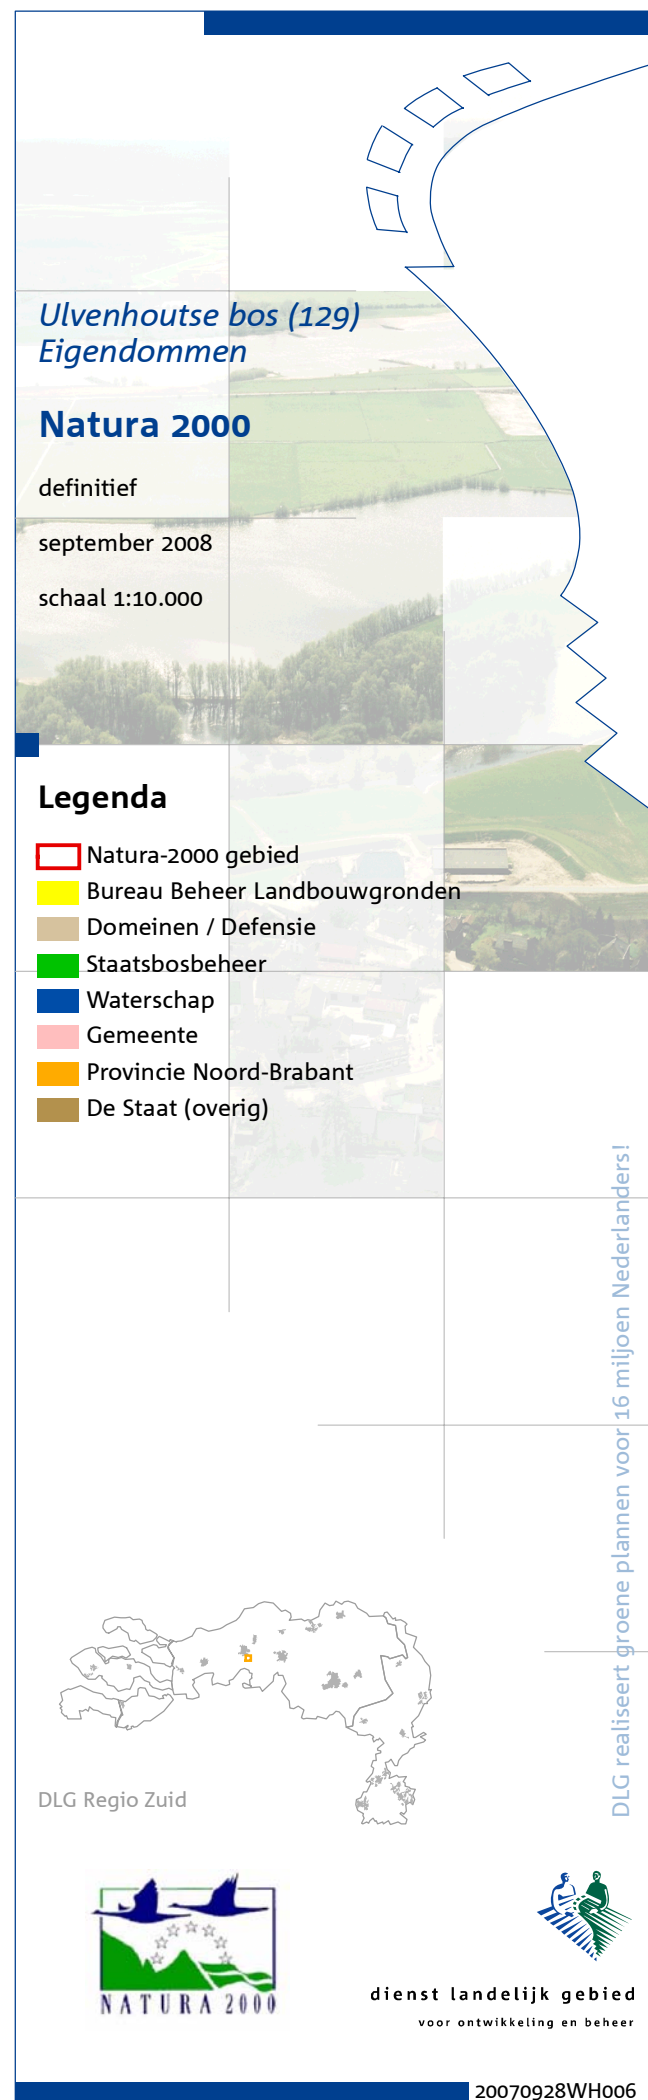 Ulvenhoutse bos (129)
Eigendommen
Natura 2000
definitief
september 2008
schaal 1:10.000
Legenda
Natura-2000 gebied
Bureau Beheer Landbouwgronden
Domeinen / Defensie
Staatsbosbeheer
Waterschap
Gemeente
Provincie Noord-Brabant
De Staat (overig)
DLG realiseert groene plannen voor 16 miljoen Nederlanders!
DLG Regio Zuid
NATURA 2000
dienst landelijk gebied
voor ontwikkeling en beheer
20070928WH006